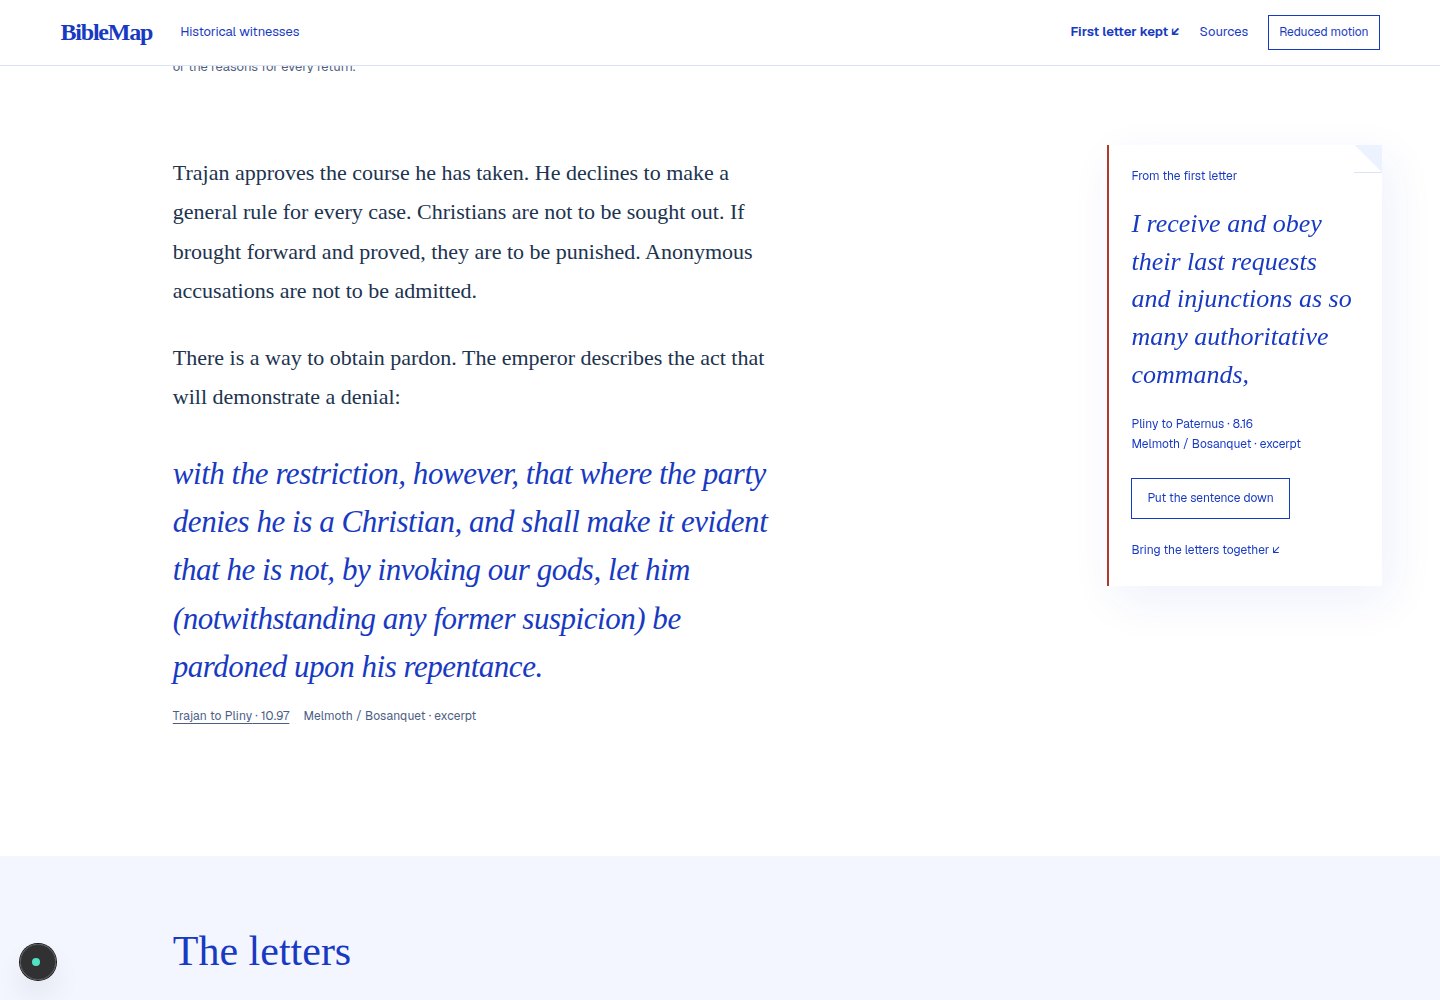 BibleMap
Historical witnesses
First letter kept ↙
Sources
Reduced motion
or the reasons for every return.
Trajan approves the course he has taken. He declines to make a
general rule for every case. Christians are not to be sought out. If
brought forward and proved, they are to be punished. Anonymous
accusations are not to be admitted.
There is a way to obtain pardon. The emperor describes the act that
will demonstrate a denial:
with the restriction, however, that where the party
denies he is a Christian, and shall make it evident
that he is not, by invoking our gods, let him
(notwithstanding any former suspicion) be
pardoned upon his repentance.
Trajan to Pliny · 10.97 Melmoth / Bosanquet · excerpt
From the first letter
I receive and obey
their last requests
and injunctions as so
many authoritative
commands,
Pliny to Paternus · 8.16
Melmoth / Bosanquet · excerpt
Put the sentence down
Bring the letters together ↙
The letters